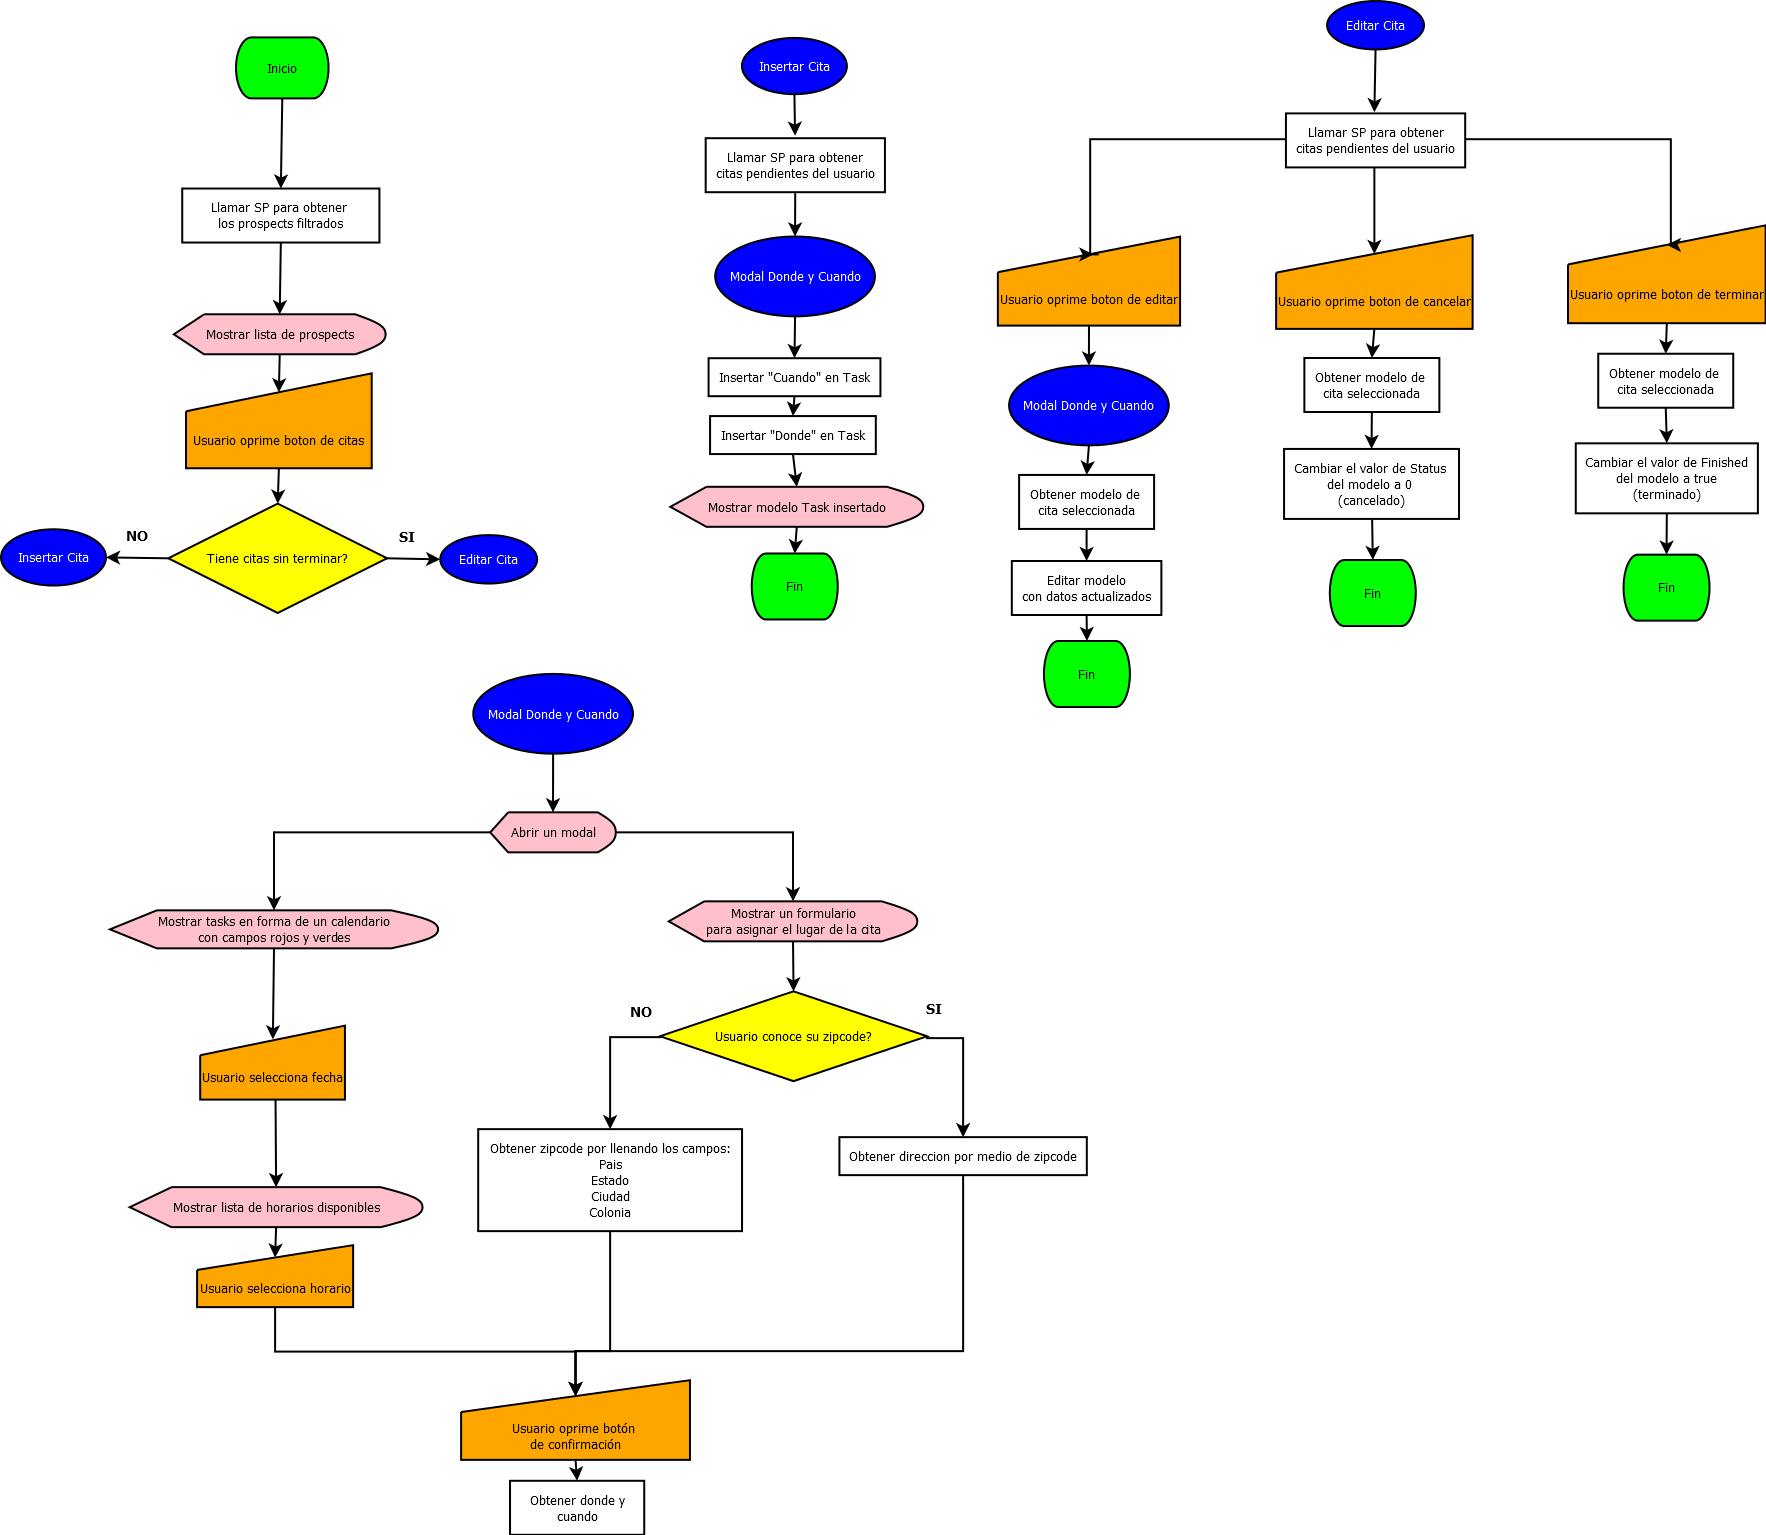 Inicio
Llamar SP para obtener
los prospects filtrados
Mostrar lista de prospects
Usuario oprime boton de citas
Tiene citas sin terminar?
NO
SI
Insertar Cita
Editar Cita
Insertar Cita
Llamar SP para obtener
citas pendientes del usuario
Modal Donde y Cuando
Insertar "Cuando" en Task
Insertar "Donde" en Task
Mostrar modelo Task insertado
Fin
Editar Cita
Llamar SP para obtener
citas pendientes del usuario
Usuario oprime boton de editar
Modal Donde y Cuando
Obtener modelo de
cita seleccionada
Editar modelo
con datos actualizados
Fin
Usuario oprime boton de cancelar
Obtener modelo de
cita seleccionada
Cambiar el valor de Status
del modelo a 0
(cancelado)
Fin
Usuario oprime boton de terminar
Obtener modelo de
cita seleccionada
Cambiar el valor de Finished
del modelo a true
(terminado)
Fin
Modal Donde y Cuando
Abrir un modal
Mostrar tasks en forma de un calendario
con campos rojos y verdes
Usuario selecciona fecha
Mostrar lista de horarios disponibles
Usuario selecciona horario
Mostrar un formulario
para asignar el lugar de la cita
Usuario conoce su zipcode?
NO
SI
Obtener zipcode por llenando los campos:
Pais
Estado
Ciudad
Colonia
Obtener direccion por medio de zipcode
Usuario oprime botón
de confirmación
Obtener donde y
cuando